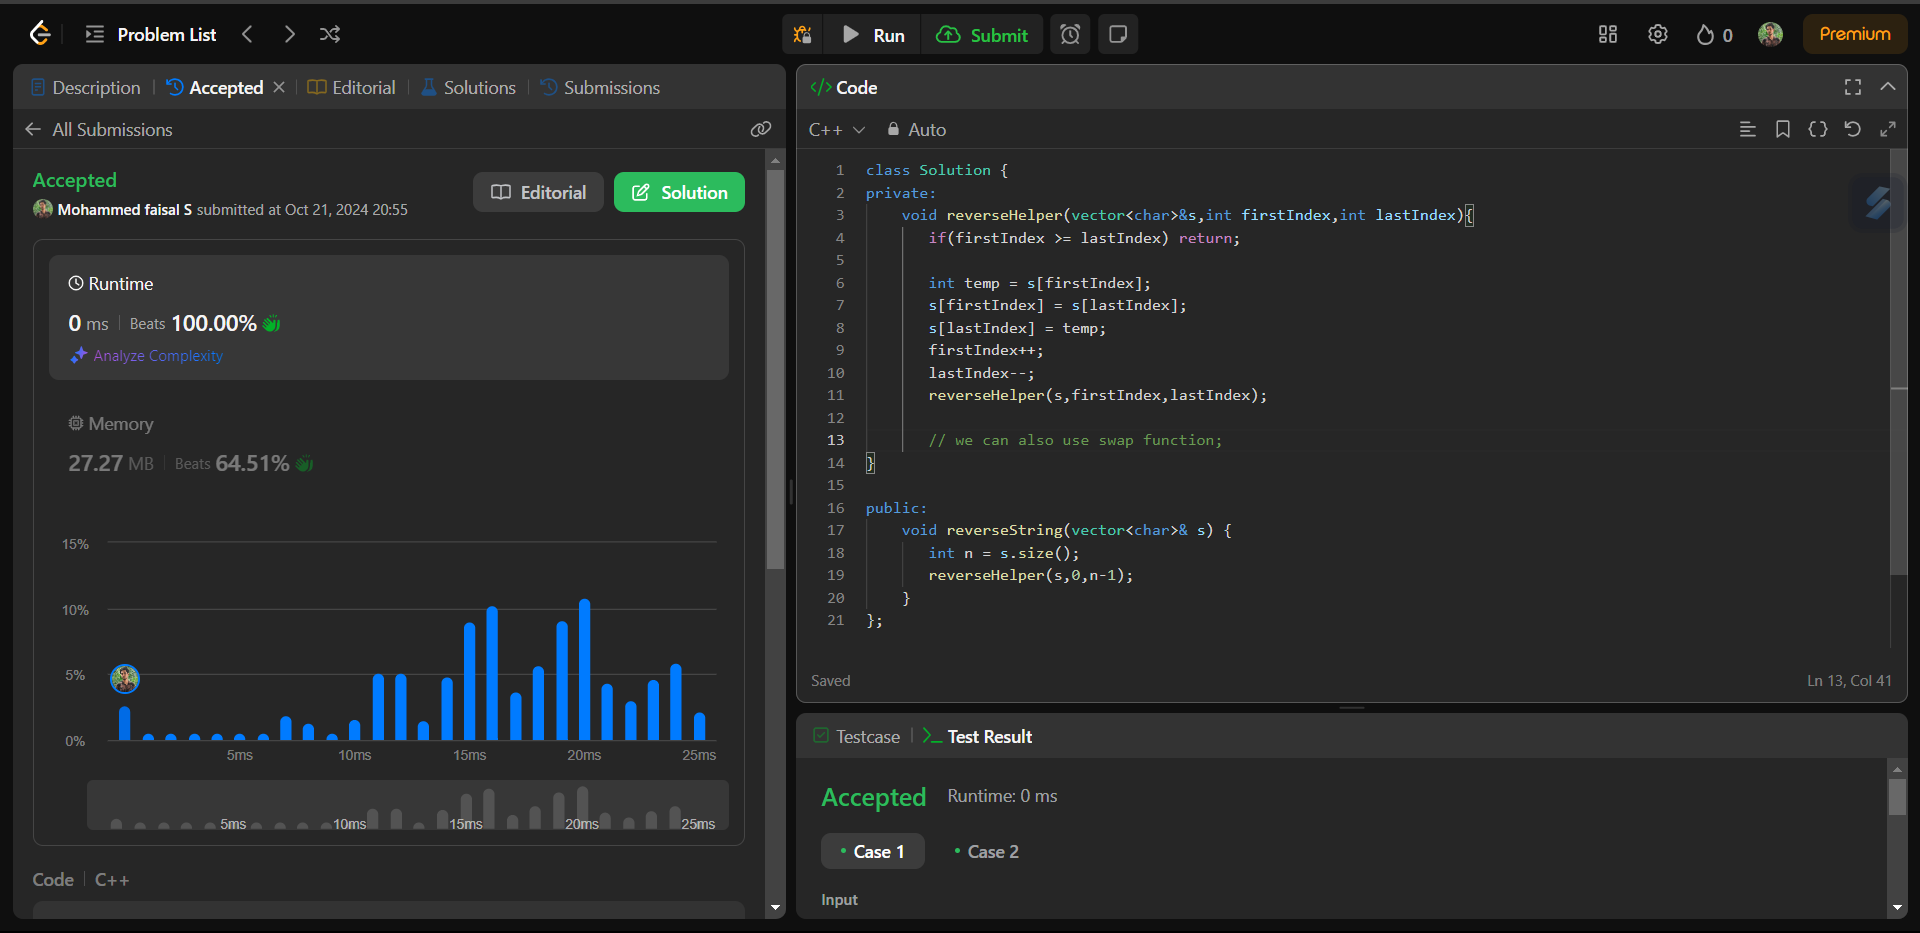 Problem List
Run
Submit
0
Premium
Description
Accepted
Editorial
Solutions
Submissions
All Submissions
Accepted
Mohammed faisal S submitted at Oct 21, 2024 20:55
Editorial
Solution
Runtime
0 ms Beats 100.00%
Analyze Complexity
Memory
27.27 MB Beats 64.51%
15%
10%
5%
0%
5ms 10ms 15ms 20ms 25ms
5ms 10ms 15ms 20ms 25ms
Code C++
</> Code
C++ Auto
1 class Solution {
2 private:
3 void reverseHelper(vector<char>&s,int firstIndex,int lastIndex){
4 if(firstIndex >= lastIndex) return;
5
6 int temp = s[firstIndex];
7 s[firstIndex] = s[lastIndex];
8 s[lastIndex] = temp;
9 firstIndex++;
10 lastIndex--;
11 reverseHelper(s,firstIndex,lastIndex);
12
13 // we can also use swap function;
14 }
15
16 public:
17 void reverseString(vector<char>& s) {
18 int n = s.size();
19 reverseHelper(s,0,n-1);
20 }
21 };
Saved
Ln 13, Col 41
Testcase
Test Result
Accepted Runtime: 0 ms
Case 1
Case 2
Input